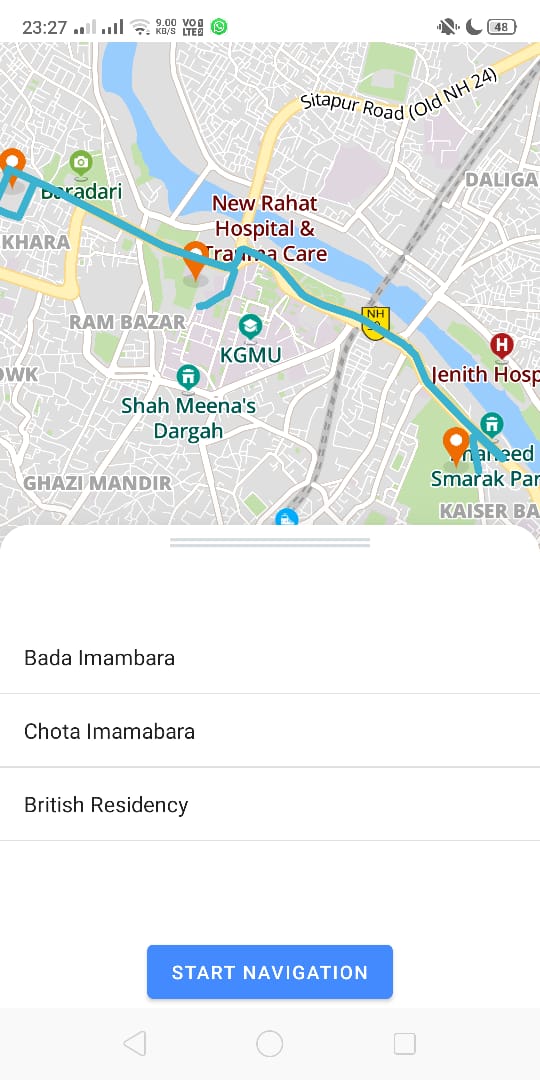 23:27
9.00
KB/S
VO
LTE
48
Sitapur Road (Old NH 24)
DALIGA
Baradari
New Rahat
Hospital &
Trauma Care
KHARA
RAM BAZAR
NH
30
KGMU
Jenith Hosp
OWK
Shah Meena's
Dargah
Shaheed
Smarak Par
GHAZI MANDIR
KAISER BA
Bada Imambara
Chota Imamabara
British Residency
START NAVIGATION